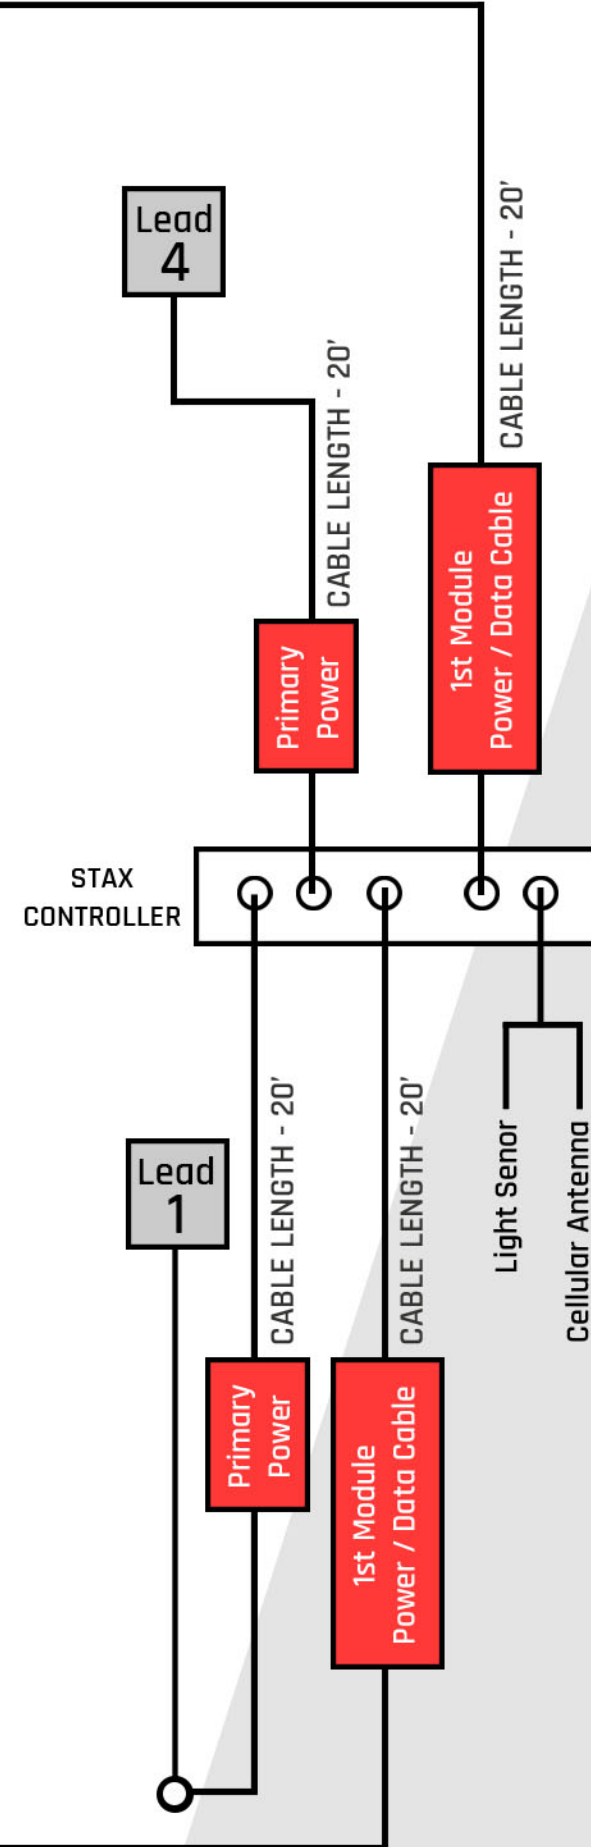 Lead
4
CABLE LENGTH - 20'
CABLE LENGTH - 20'
1st Module
Power / Data Cable
Primary
Power
STAX
CONTROLLER
CABLE LENGTH - 20'
CABLE LENGTH - 20'
Light Senor
Cellular Antenna
Lead
1
Primary
Power
1st Module
Power / Data Cable